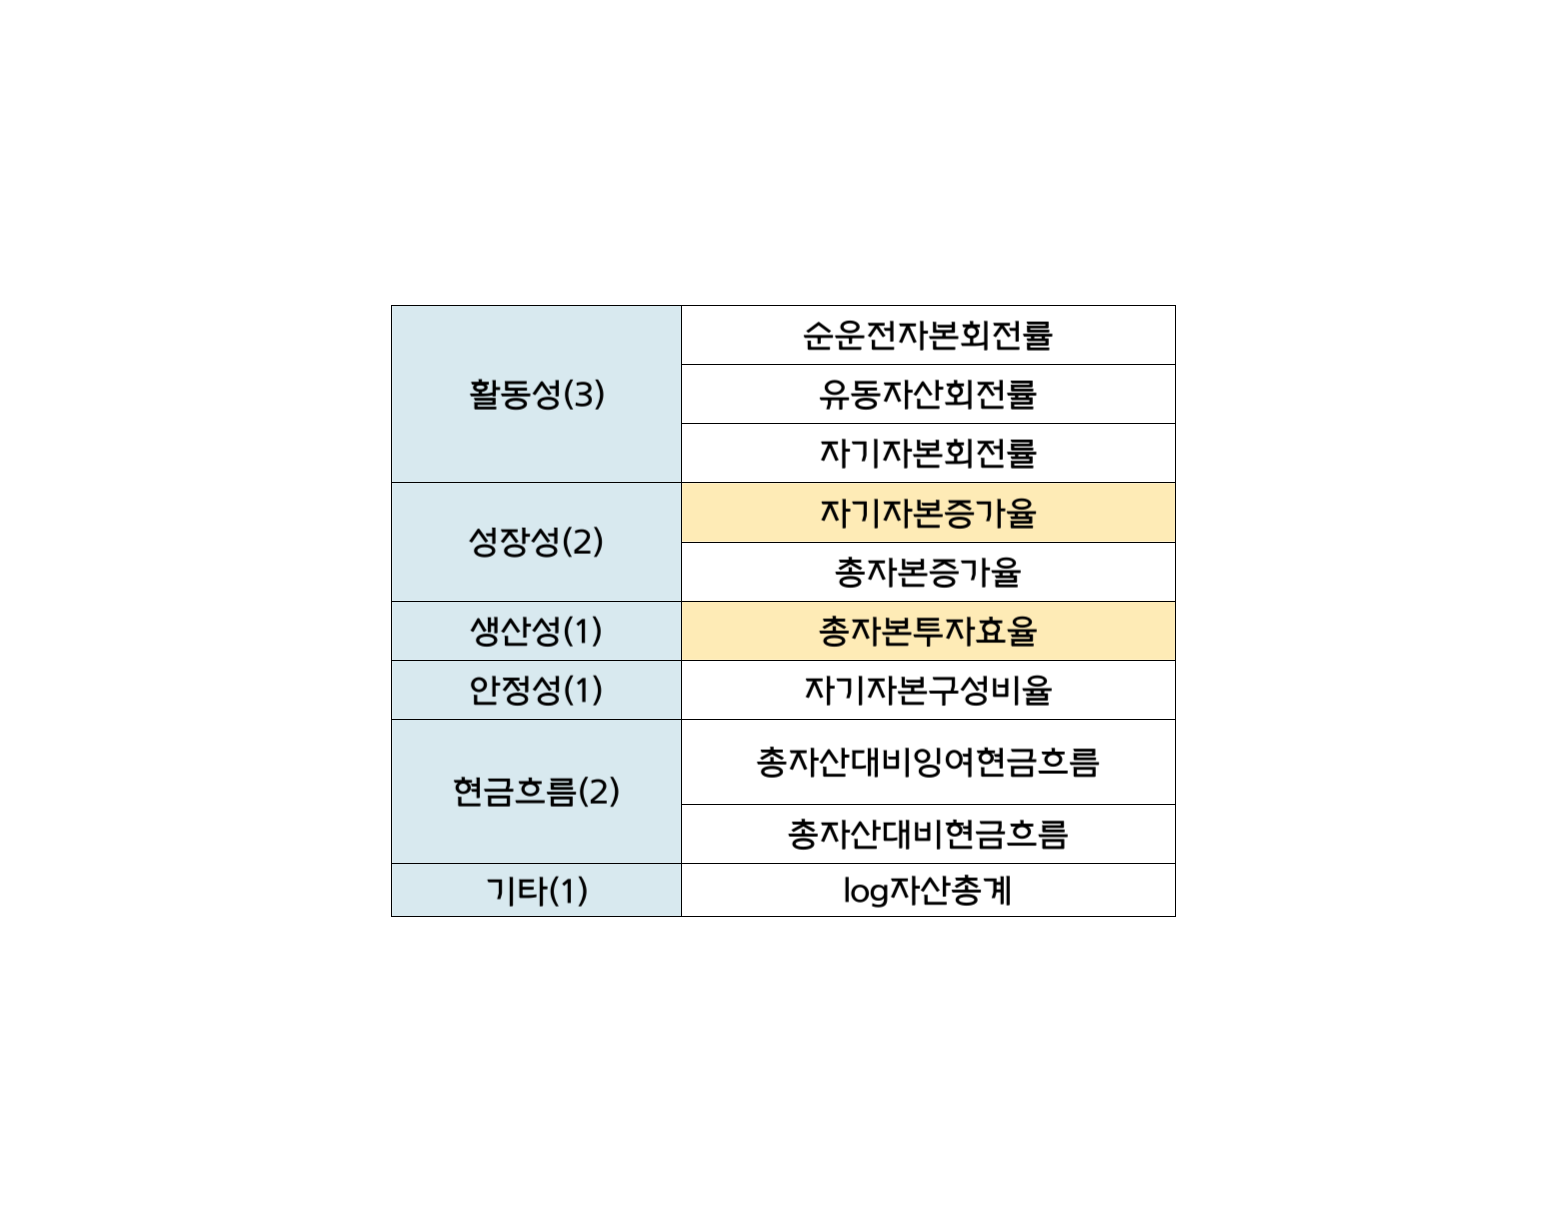 활동성(3)
순운전자본회전률
유동자산회전률
자기자본회전률
성장성(2)
자기자본증가율
총자본증가율
생산성(1)
총자본투자효율
안정성(1)
자기자본구성비율
현금흐름(2)
총자산대비잉여현금흐름
총자산대비현금흐름
기타(1)
log자산총계